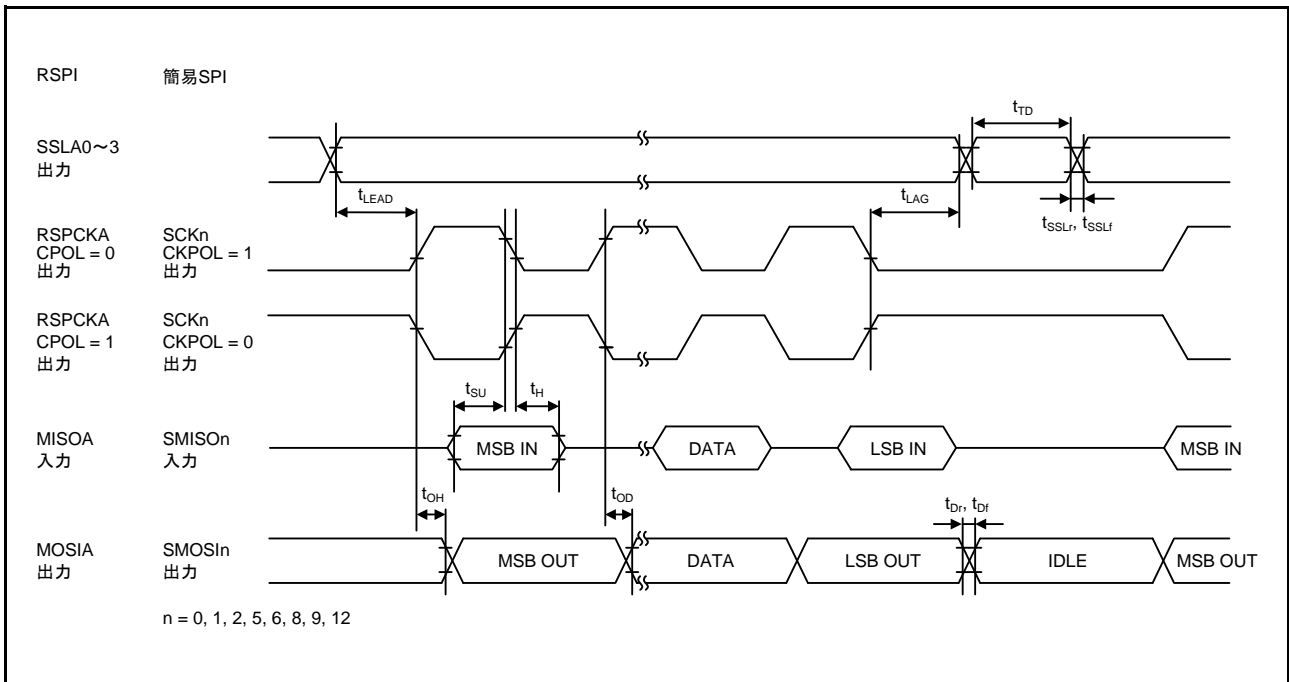 RSPI 簡易SPI
tTD
SSLA0～3
出力
tLEAD tLAG
tSSLr, tSSLf
RSPCKA SCKn
CPOL = 0 CKPOL = 1
出力 出力
RSPCKA SCKn
CPOL = 1 CKPOL = 0
出力 出力
tSU tH
MISOA SMISOn
入力 入力
MSB IN DATA LSB IN MSB IN
tOH tOD tDr, tDf
MOSIA SMOSIn
出力 出力
MSB OUT DATA LSB OUT IDLE MSB OUT
n = 0, 1, 2, 5, 6, 8, 9, 12